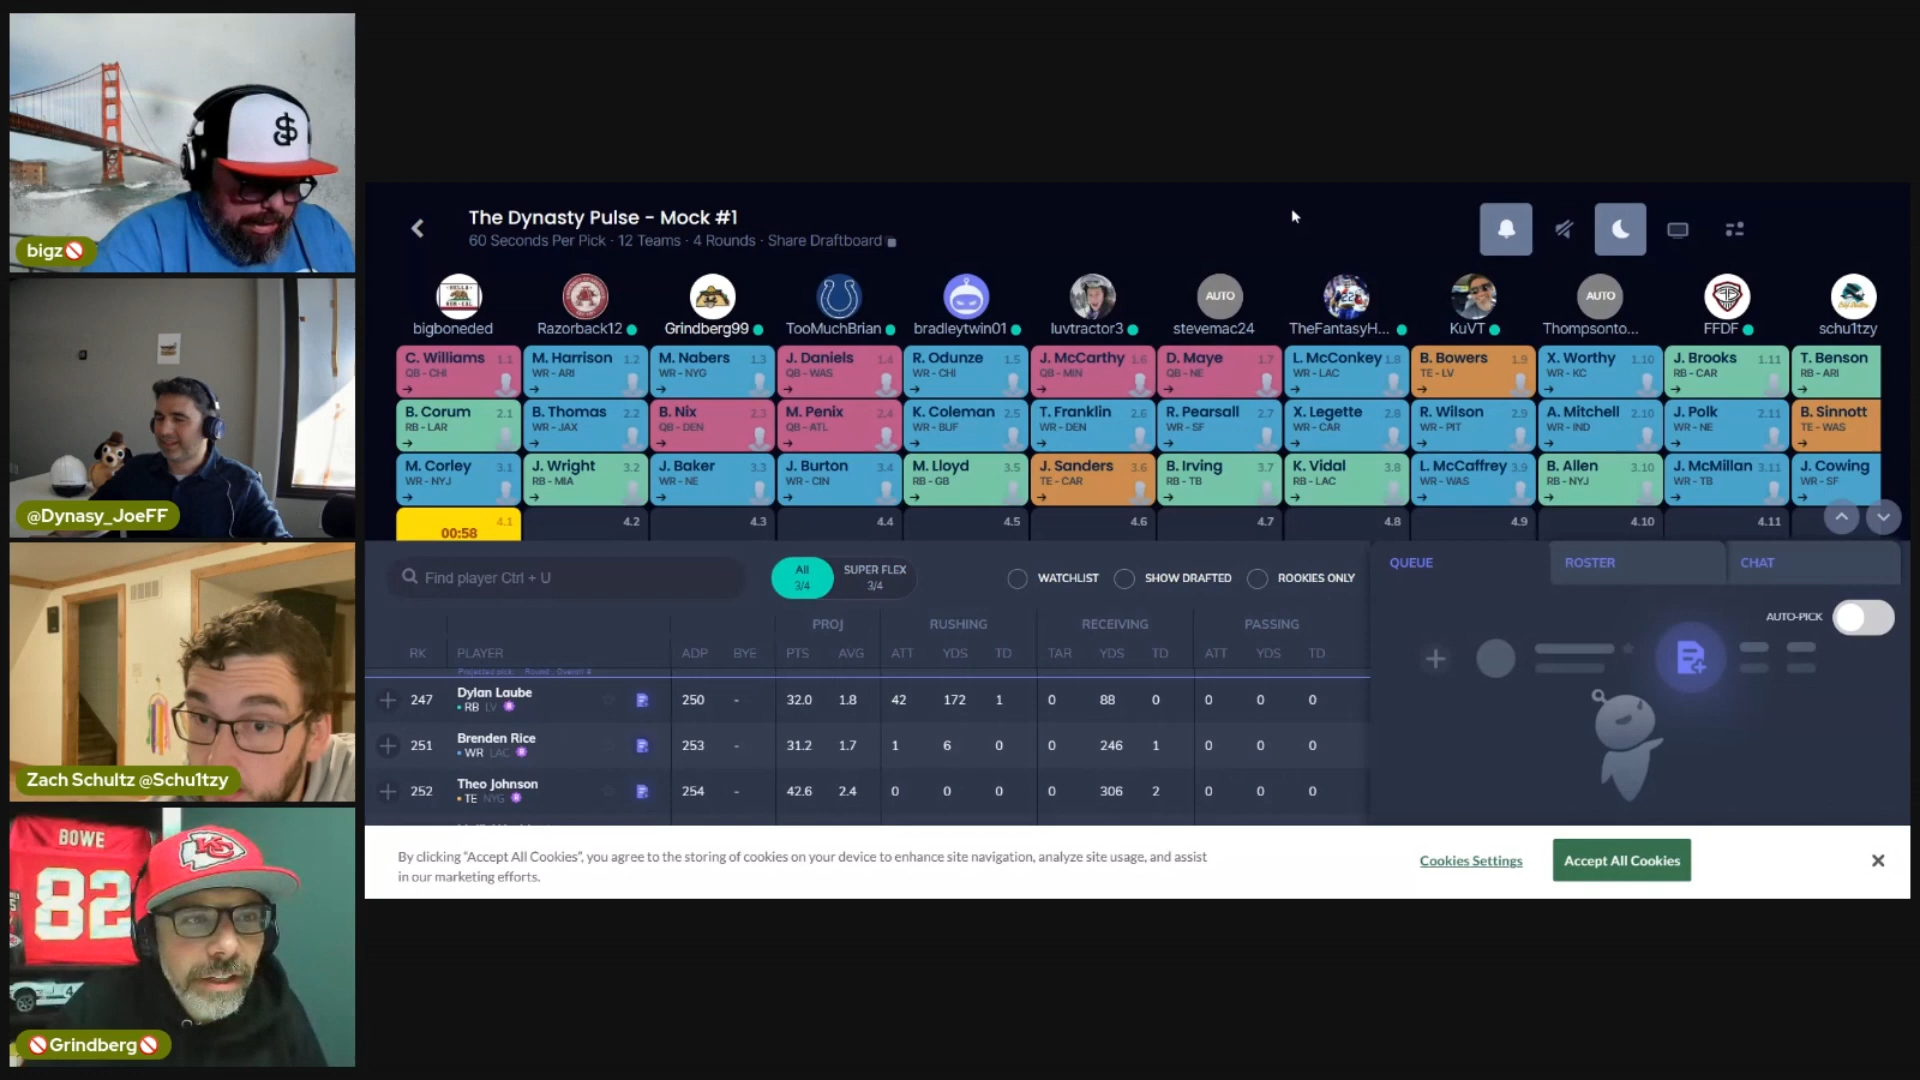 bigz
@Dynasy_JoeFF
Zach Schultz @Schu1tzy
BOWE
82
Grindberg
The Dynasty Pulse - Mock #1
60 Seconds Per Pick · 12 Teams · 4 Rounds · Share Draftboard
AUTO AUTO
bigboneded Razorback12 Grindberg99 TooMuchBrian bradleytwin01 luvtractor3 stevemac24 TheFantasyH... KuVT Thompsonto... FFDF schu1tzy
C. Williams 1.1 M. Harrison 1.2 M. Nabers 1.3 J. Daniels 1.4 R. Odunze 1.5 J. McCarthy 1.6 D. Maye 1.7 L. McConkey 1.8 B. Bowers 1.9 X. Worthy 1.10 J. Brooks 1.11 T. Benson
QB - CHI WR - ARI WR - NYG QB - WAS WR - CHI QB - MIN QB - NE WR - LAC TE - LV WR - KC RB - CAR RB - ARI
B. Corum 2.1 B. Thomas 2.2 B. Nix 2.3 M. Penix 2.4 K. Coleman 2.5 T. Franklin 2.6 R. Pearsall 2.7 X. Legette 2.8 R. Wilson 2.9 A. Mitchell 2.10 J. Polk 2.11 B. Sinnott
RB - LAR WR - JAX QB - DEN QB - ATL WR - BUF WR - DEN WR - SF WR - CAR WR - PIT WR - IND WR - NE TE - WAS
M. Corley 3.1 J. Wright 3.2 J. Baker 3.3 J. Burton 3.4 M. Lloyd 3.5 J. Sanders 3.6 B. Irving 3.7 K. Vidal 3.8 L. McCaffrey 3.9 B. Allen 3.10 J. McMillan 3.11 J. Cowing
WR - NYJ RB - MIA WR - NE WR - CIN RB - GB TE - CAR RB - TB RB - LAC WR - WAS RB - NYJ WR - TB WR - SF
4.1 4.2 4.3 4.4 4.5 4.6 4.7 4.8 4.9 4.10 4.11
00:58
Find player Ctrl + U
All
3/4
SUPER FLEX
3/4
WATCHLIST SHOW DRAFTED ROOKIES ONLY
QUEUE ROSTER CHAT
AUTO-PICK
PROJ RUSHING RECEIVING PASSING
RK PLAYER ADP BYE PTS AVG ATT YDS TD TAR YDS TD ATT YDS TD
247 Dylan Laube 250 - 32.0 1.8 42 172 1 0 88 0 0 0 0
RB LV
251 Brenden Rice 253 - 31.2 1.7 1 6 0 0 246 1 0 0 0
WR LAC
252 Theo Johnson 254 - 42.6 2.4 0 0 0 0 306 2 0 0 0
TE NYG
By clicking “Accept All Cookies”, you agree to the storing of cookies on your device to enhance site navigation, analyze site usage, and assist
in our marketing efforts.
Cookies Settings
Accept All Cookies